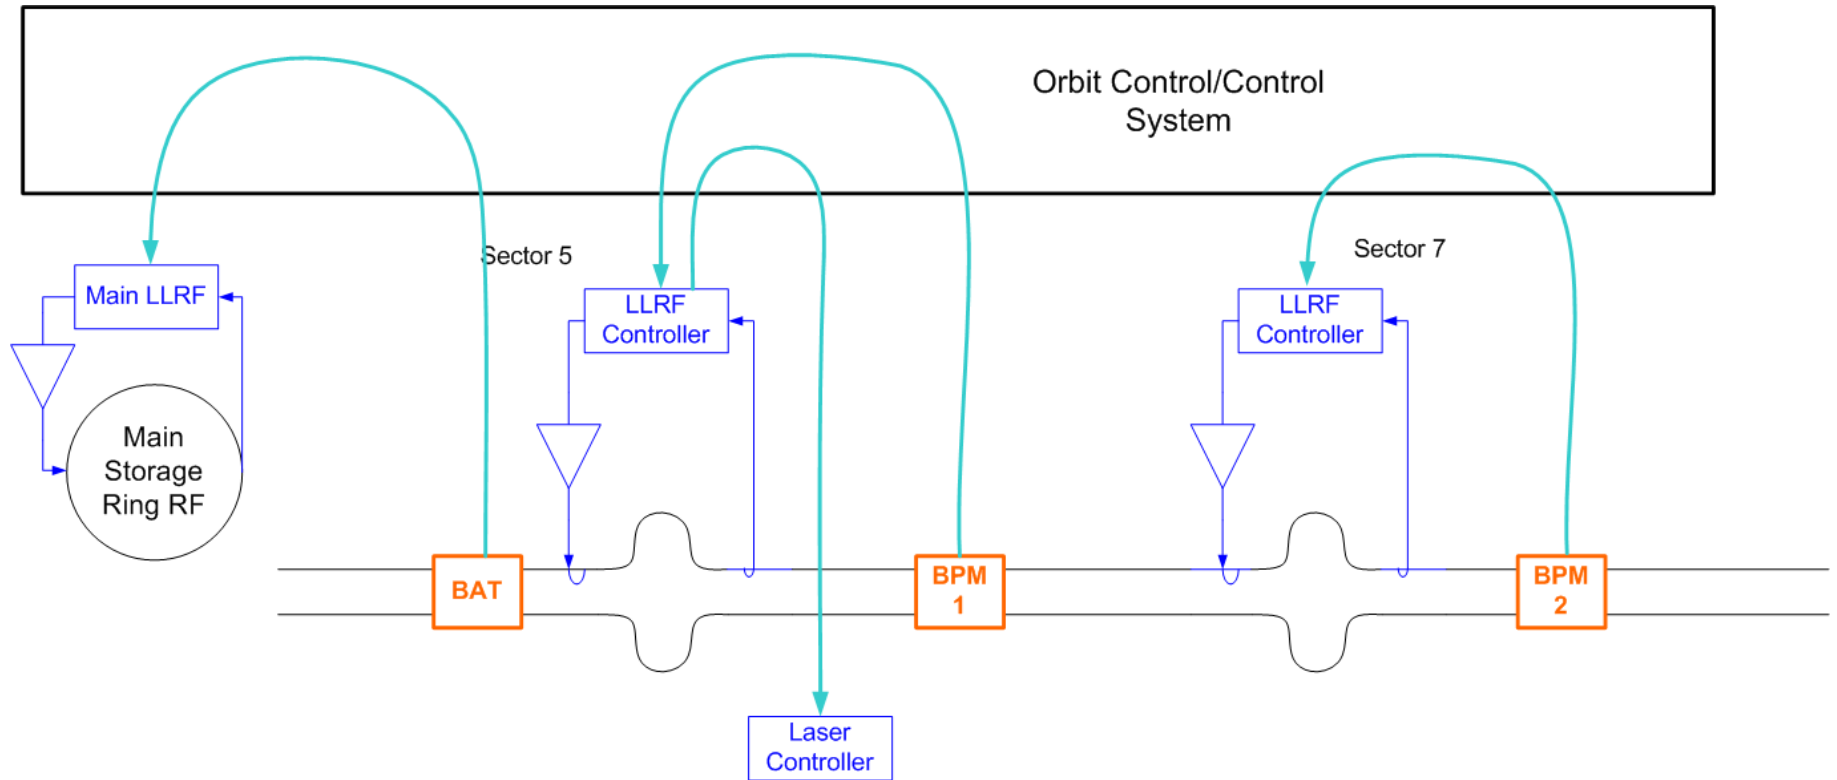 Orbit Control/Control
System
Sector 5
Sector 7
Main LLRF
LLRF
Controller
LLRF
Controller
Main
Storage
Ring RF
BAT
BPM
1
BPM
2
Laser
Controller